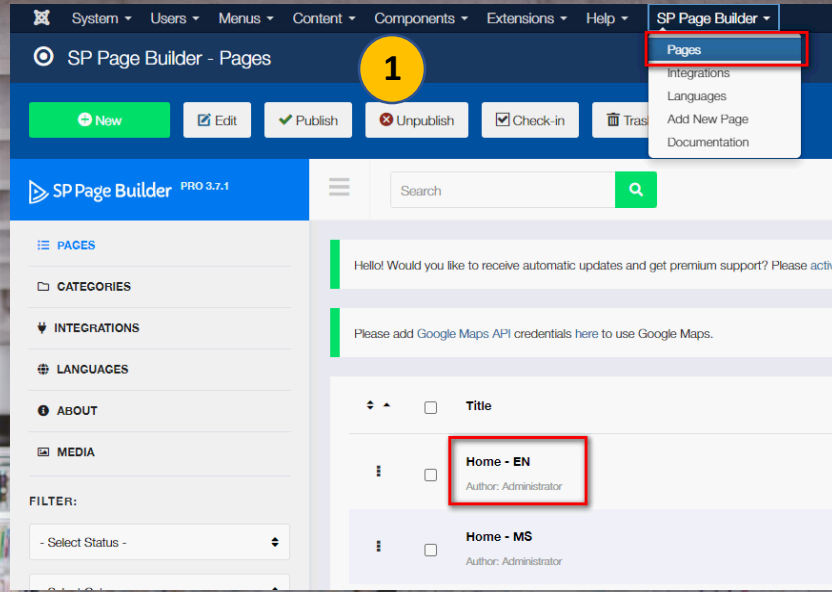 System Users Menus Content Components Extensions Help SP Page Builder
SP Page Builder - Pages
1
Pages
Integrations
Languages
Add New Page
Documentation
New Edit Publish Unpublish Check-in
SP Page Builder PRO 3.7.1
Search
PAGES
CATEGORIES
INTEGRATIONS
LANGUAGES
ABOUT
MEDIA
FILTER:
- Select Status -
Hello! Would you like to receive automatic updates and get premium support? Please
Please add Google Maps API credentials here to use Google Maps.
Title
Home - EN
Author: Administrator
Home - MS
Author: Administrator